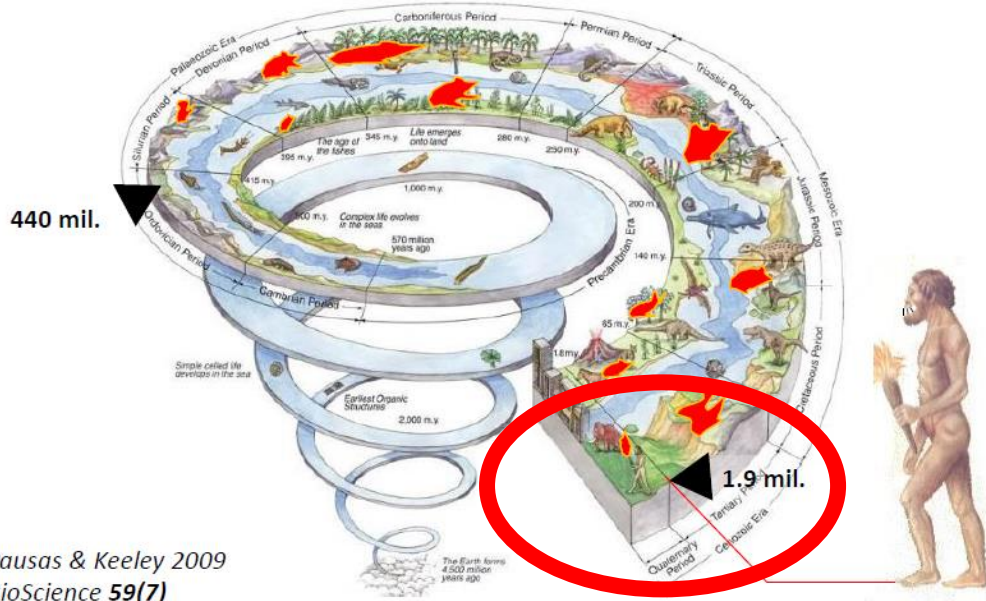 Carboniferous Period
Permian Period
Palaeozoic Era
Devonian Period
Triassic Period
Silurian Period
The age of
the fishes
345 m.y.
Life emerges
onto land
280 m.y.
250 m.y.
395 m.y.
415 m.y.
1,000 m.y.
Mesozoic Era
Jurassic Period
200 m.y.
440 mil.
500 m.y.
Complex life evolves
in the seas
570 million
years ago
Precambrian Era
140 m.y.
Ordovician Period
Cambrian Period
65 m.y.
1.8 m.y.
Cretaceous Period
Simple celled life
develops in the sea
Earliest Organic
Structures
2,000 m.y.
1.9 mil.
Tertiary Period
Cenozoic Era
Quaternary
Period
ausas & Keeley 2009
ioScience 59(7)
The Earth forms
4,500 million
years ago